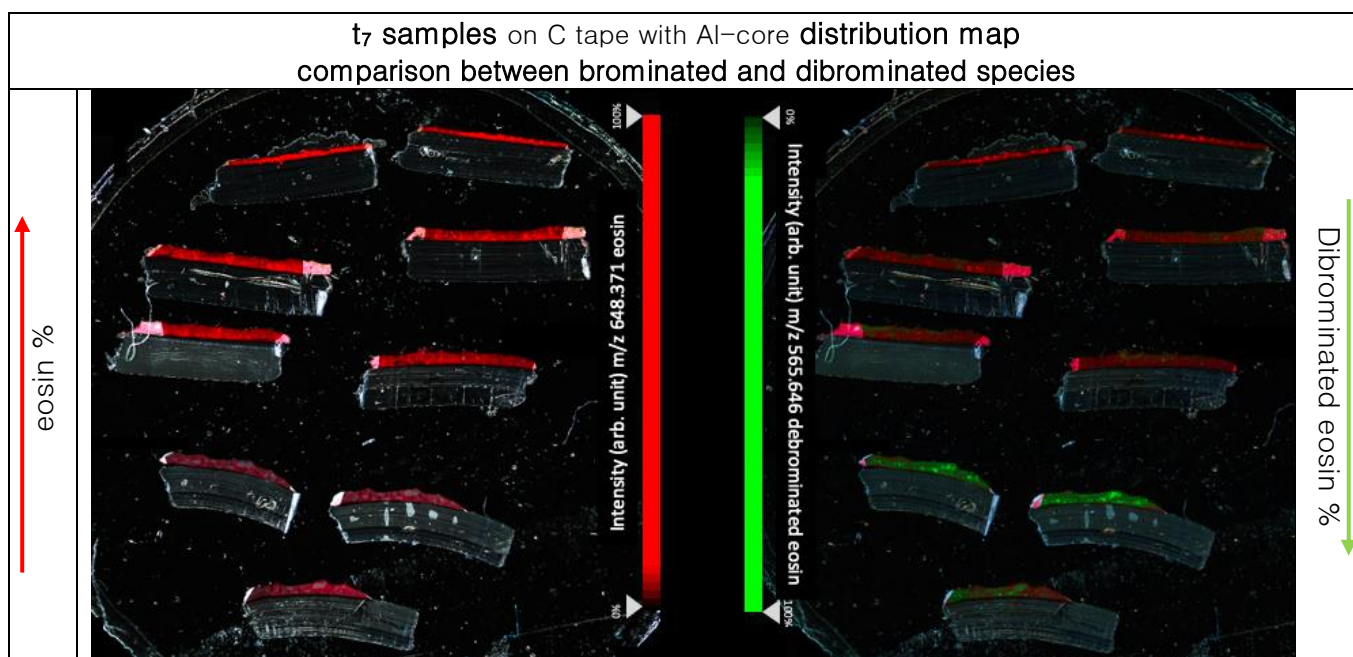 t₇ samples on C tape with Al-core distribution map
comparison between brominated and dibrominated species
eosin %
100%
Intensity (arb. unit) m/z 648.371 eosin
0%
0%
Intensity (arb. unit) m/z 565.646 debrominated eosin
100%
Dibrominated eosin %